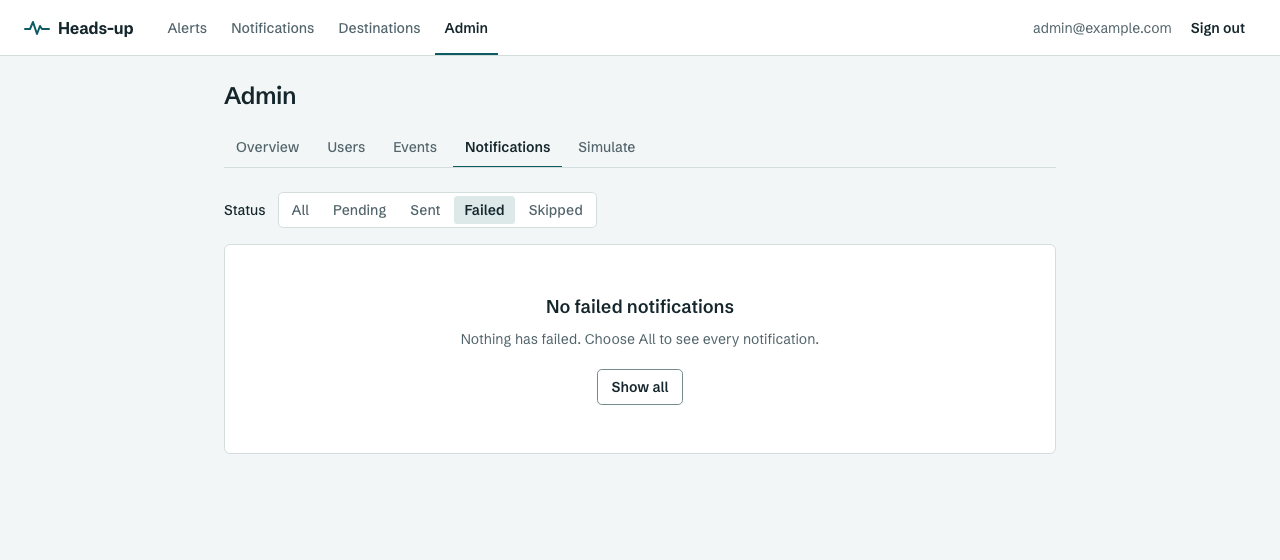 Heads-up Alerts Notifications Destinations Admin admin@example.com Sign out
Admin
Overview Users Events Notifications Simulate
Status All Pending Sent Failed Skipped
No failed notifications
Nothing has failed. Choose All to see every notification.
Show all